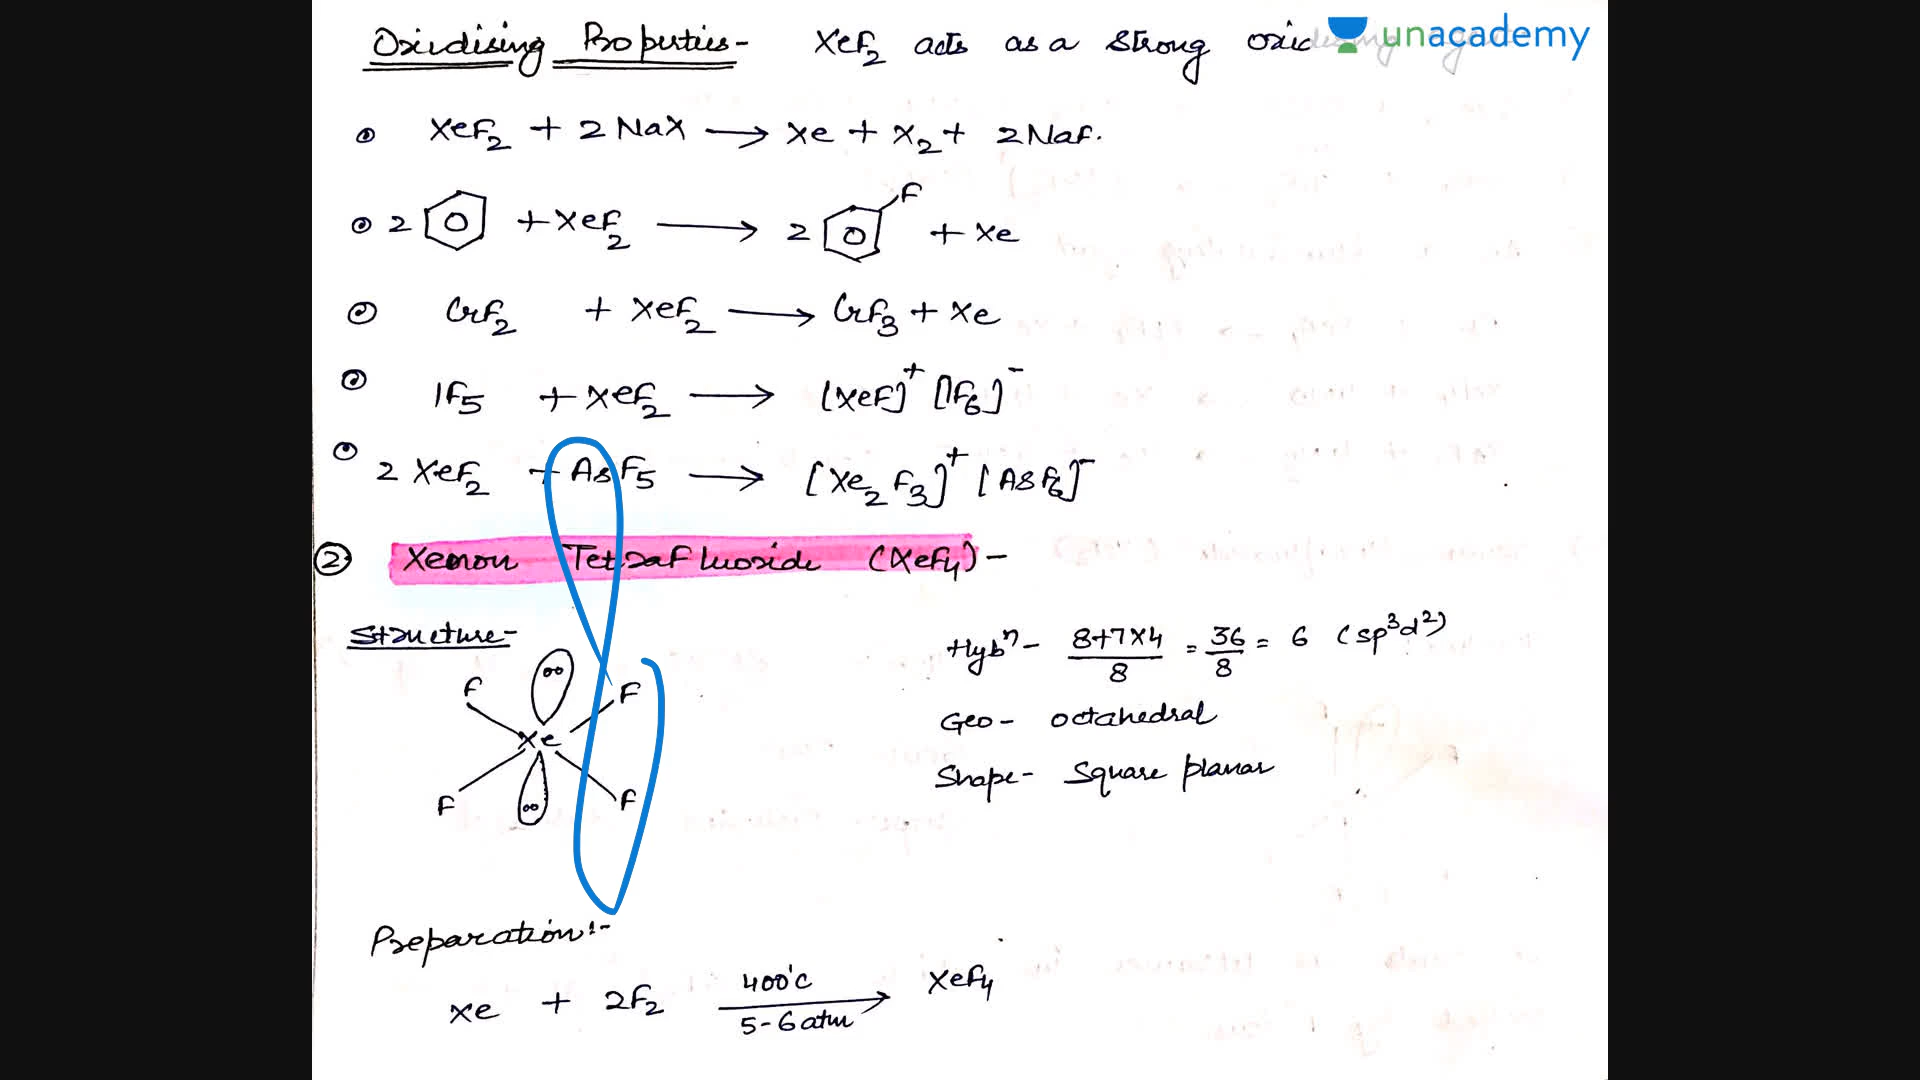 Oxidising Properties- XeF2 acts as a strong oxidising agent
unacademy
XeF2 + 2NaX → Xe + X2 + 2NaF.
2 + XeF2 → 2 F + Xe
CrF2 + XeF2 → CrF3 + Xe
IF5 + XeF2 → [XeF]+ [IF6]-
2 XeF2 + AsF5 → [Xe2F3]+ [AsF6]-
② Xenon Tetrafluoride (XeF4) -
Structure-
Hybn - 8+7×4/8 = 36/8 = 6 (sp3d2)
F F
Geo - octahedral
Xe
Shape- Square planar
F F
Preparation:-
Xe + 2F2 400°C 5-6 atm → XeF4